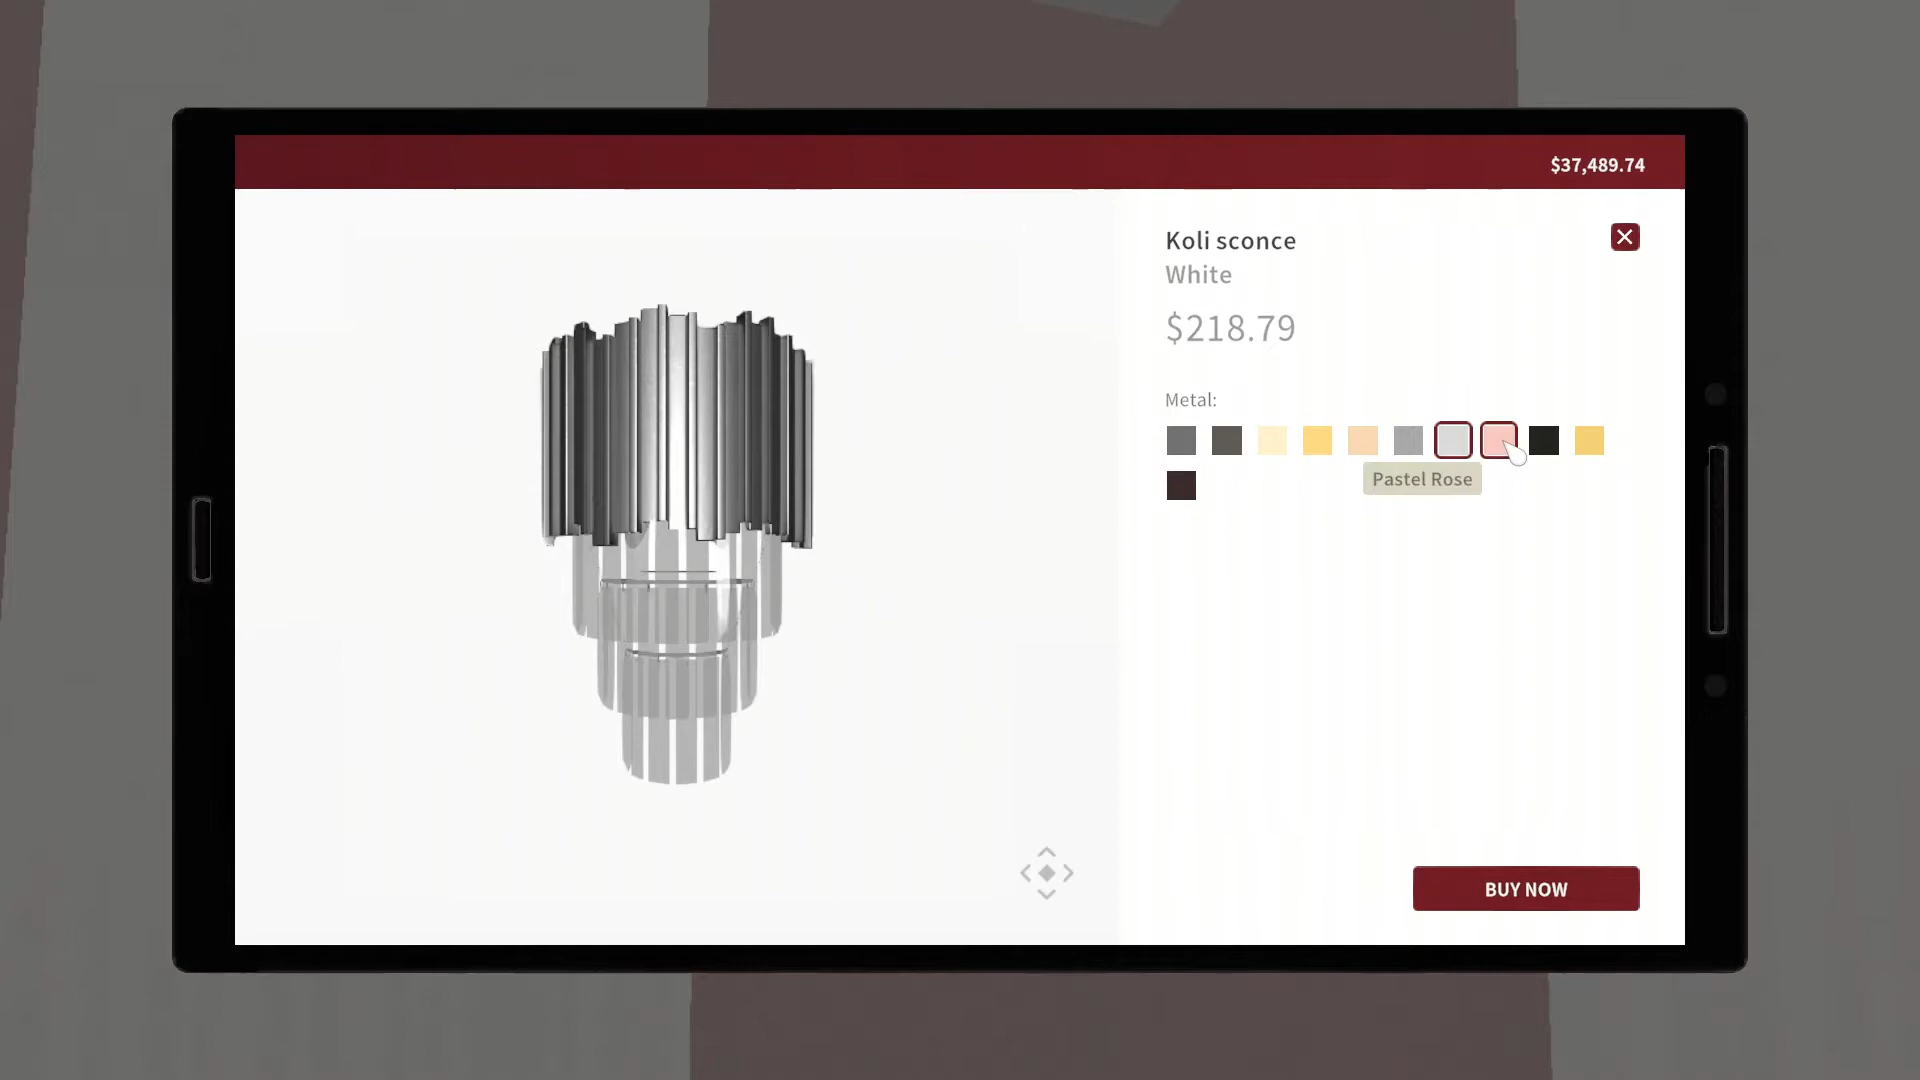 $37,489.74
Koli sconce
White
$218.79
Metal:
Pastel Rose
BUY NOW